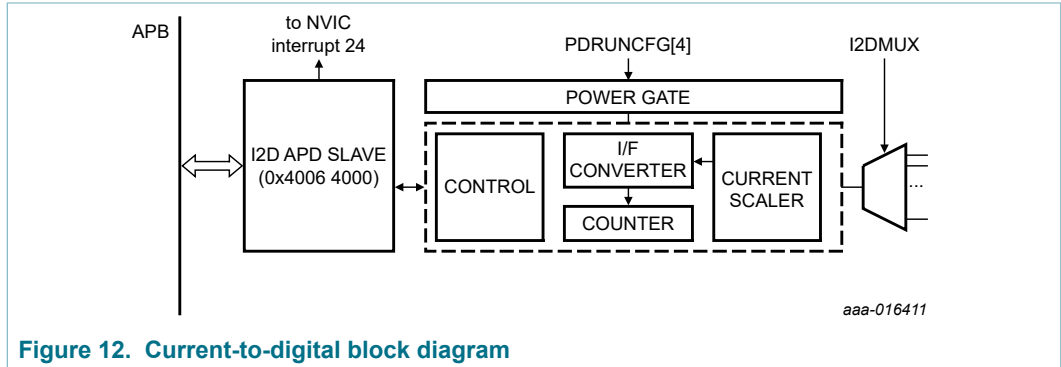 APB
to NVIC
interrupt 24
PDRUNCFG[4]
I2DMUX
POWER GATE
I2D APD SLAVE
(0x4006 4000)
CONTROL
I/F
CONVERTER
COUNTER
CURRENT
SCALER
...
aaa-016411
Figure 12. Current-to-digital block diagram